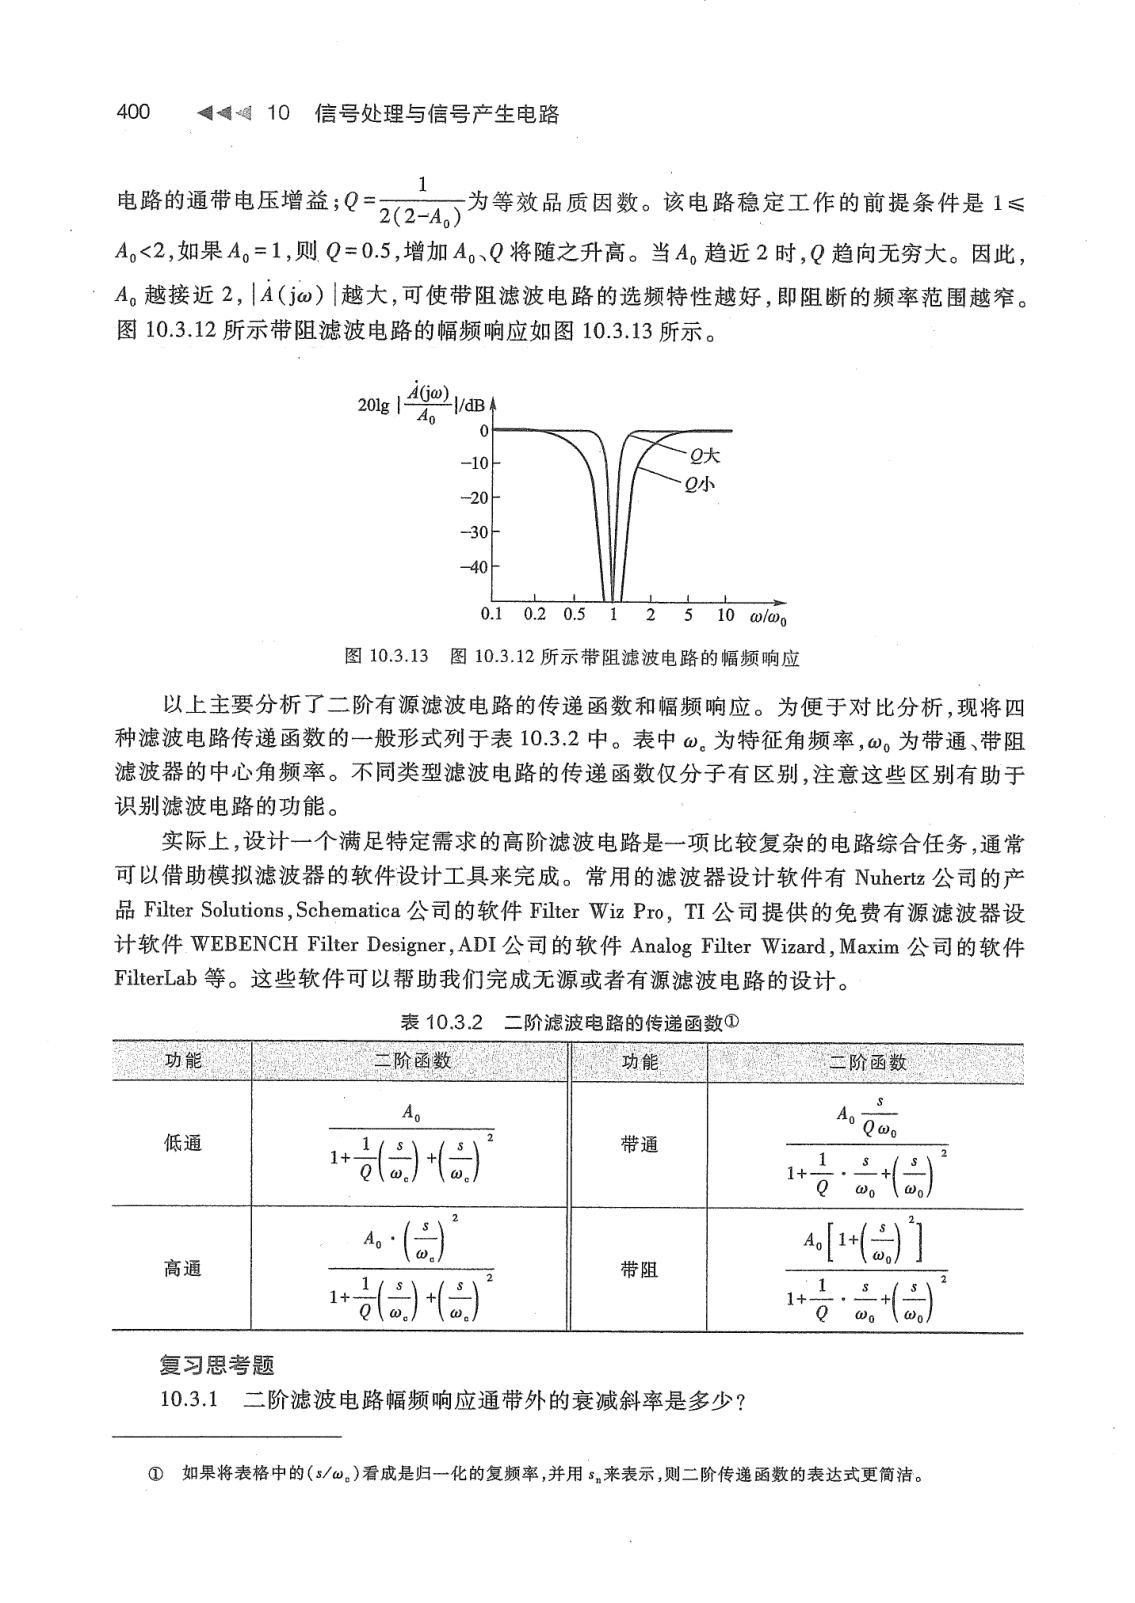 400 10 信号处理与信号产生电路
电路的通带电压增益;Q=1/(2(2-A₀))为等效品质因数。该电路稳定工作的前提条件是 1≤
A₀<2,如果 A₀=1,则 Q=0.5,增加 A₀、Q 将随之升高。当 A₀ 趋近 2 时,Q 趋向无穷大。因此,
A₀ 越接近 2, |Ȧ(jω)|越大,可使带阻滤波电路的选频特性越好,即阻断的频率范围越窄。
图 10.3.12 所示带阻滤波电路的幅频响应如图 10.3.13 所示。
20lg |Ȧ(jω)/A₀|/dB
0
-10
-20
-30
-40
Q大
Q小
0.1 0.2 0.5 1 2 5 10 ω/ω₀
图 10.3.13 图 10.3.12 所示带阻滤波电路的幅频响应
以上主要分析了二阶有源滤波电路的传递函数和幅频响应。为便于对比分析,现将四
种滤波电路传递函数的一般形式列于表 10.3.2 中。表中 ωc 为特征角频率,ω₀ 为带通、带阻
滤波器的中心角频率。不同类型滤波电路的传递函数仅分子有区别,注意这些区别有助于
识别滤波电路的功能。
实际上,设计一个满足特定需求的高阶滤波电路是一项比较复杂的电路综合任务,通常
可以借助模拟滤波器的软件设计工具来完成。常用的滤波器设计软件有 Nuhertz 公司的产
品 Filter Solutions,Schematica 公司的软件 Filter Wiz Pro, TI 公司提供的免费有源滤波器设
计软件 WEBENCH Filter Designer,ADI 公司的软件 Analog Filter Wizard,Maxim 公司的软件
FilterLab 等。这些软件可以帮助我们完成无源或者有源滤波电路的设计。
表 10.3.2 二阶滤波电路的传递函数①
功能 二阶函数 功能 二阶函数
低通 A₀/(1+(1/Q)(s/ωc)+(s/ωc)²) 带通 A₀(s/(Qω₀))/(1+(1/Q)·(s/ω₀)+(s/ω₀)²)
高通 A₀·(s/ωc)²/(1+(1/Q)(s/ωc)+(s/ωc)²) 带阻 A₀[1+(s/ω₀)²]/(1+(1/Q)·(s/ω₀)+(s/ω₀)²)
复习思考题
10.3.1 二阶滤波电路幅频响应通带外的衰减斜率是多少?
① 如果将表格中的(s/ωc)看成是归一化的复频率,并用 sn来表示,则二阶传递函数的表达式更简洁。